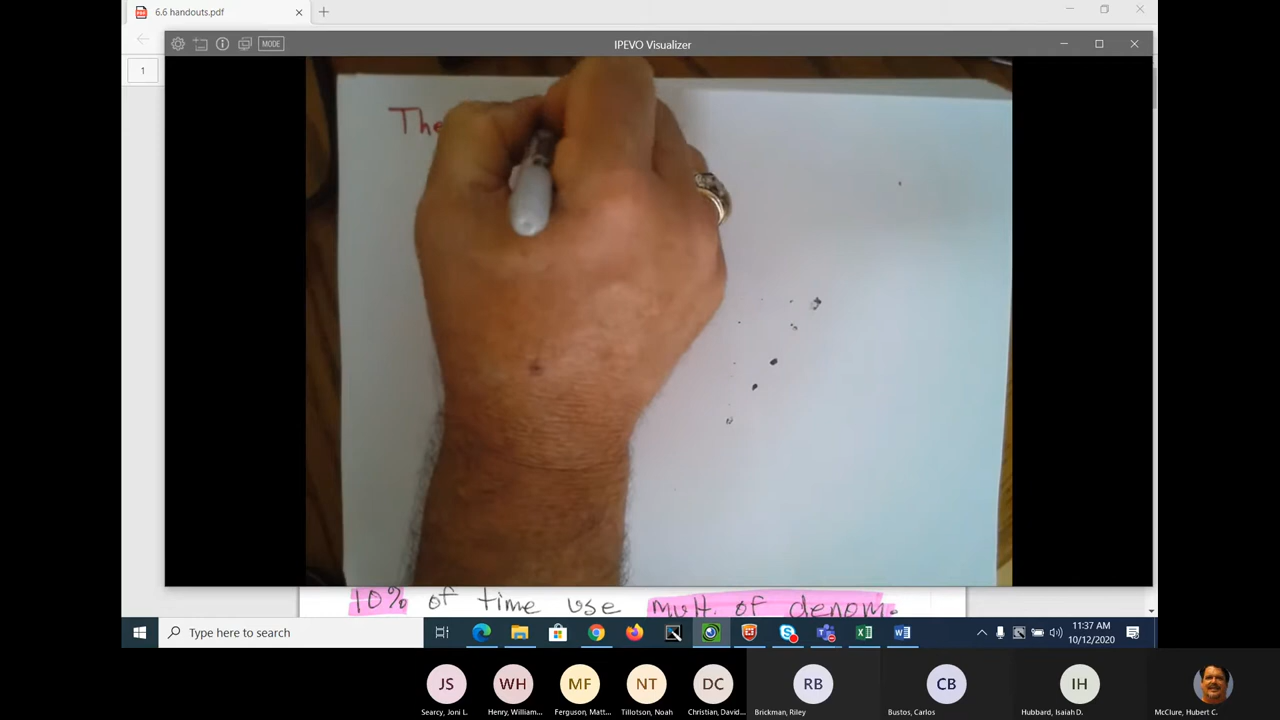 6.6 handouts.pdf
MODE
IPEVO Visualizer
1
The
10% of time use mult. of denom.
Type here to search
11:37 AM
10/12/2020
JS
WH
MF
NT
DC
RB
CB
IH
Searcy, Joni L.
Henry, William...
Ferguson, Matt...
Tillotson, Noah
Christian, David...
Brickman, Riley
Bustos, Carlos
Hubbard, Isaiah D.
McClure, Hubert C.